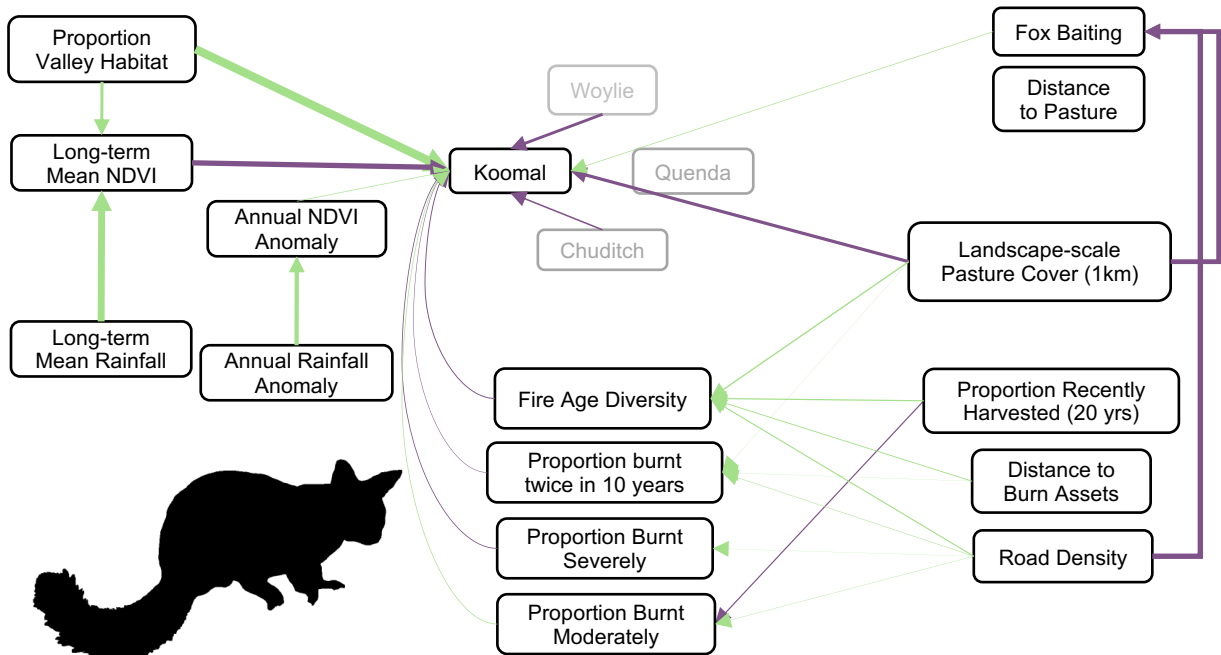 Proportion
Valley Habitat
Fox Baiting
Woylie
Distance
to Pasture
Long-term
Mean NDVI
Koomal
Quenda
Annual NDVI
Anomaly
Chuditch
Landscape-scale
Pasture Cover (1km)
Long-term
Mean Rainfall
Annual Rainfall
Anomaly
Fire Age Diversity
Proportion Recently
Harvested (20 yrs)
Proportion burnt
twice in 10 years
Distance to
Burn Assets
Proportion Burnt
Severely
Road Density
Proportion Burnt
Moderately